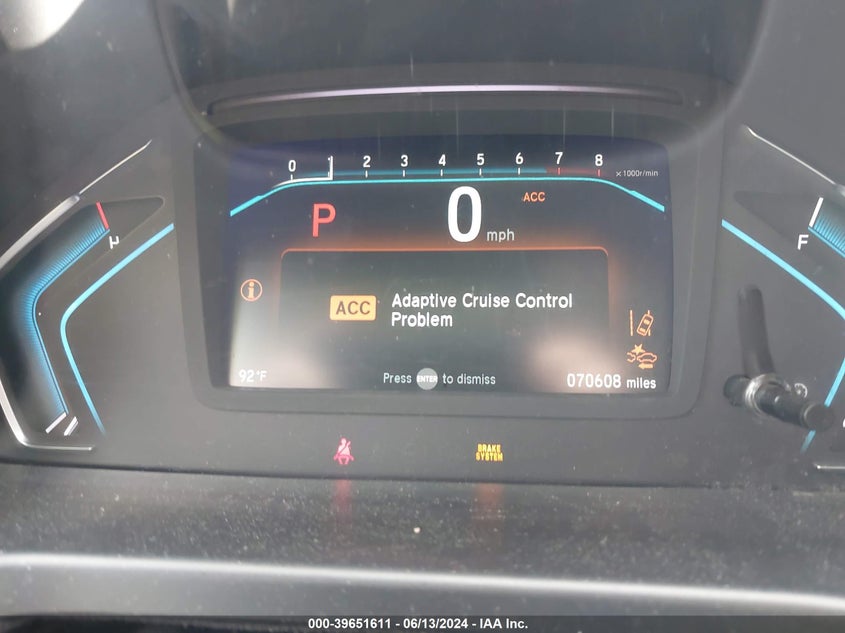 0 1 2 3 4 5 6 7 8 x1000r/min
P 0 mph ACC
H
F
ACC Adaptive Cruise Control
Problem
92°F Press ENTER to dismiss 070608 miles
BRAKE
SYSTEM
000-39651611 - 06/13/2024 - IAA Inc.